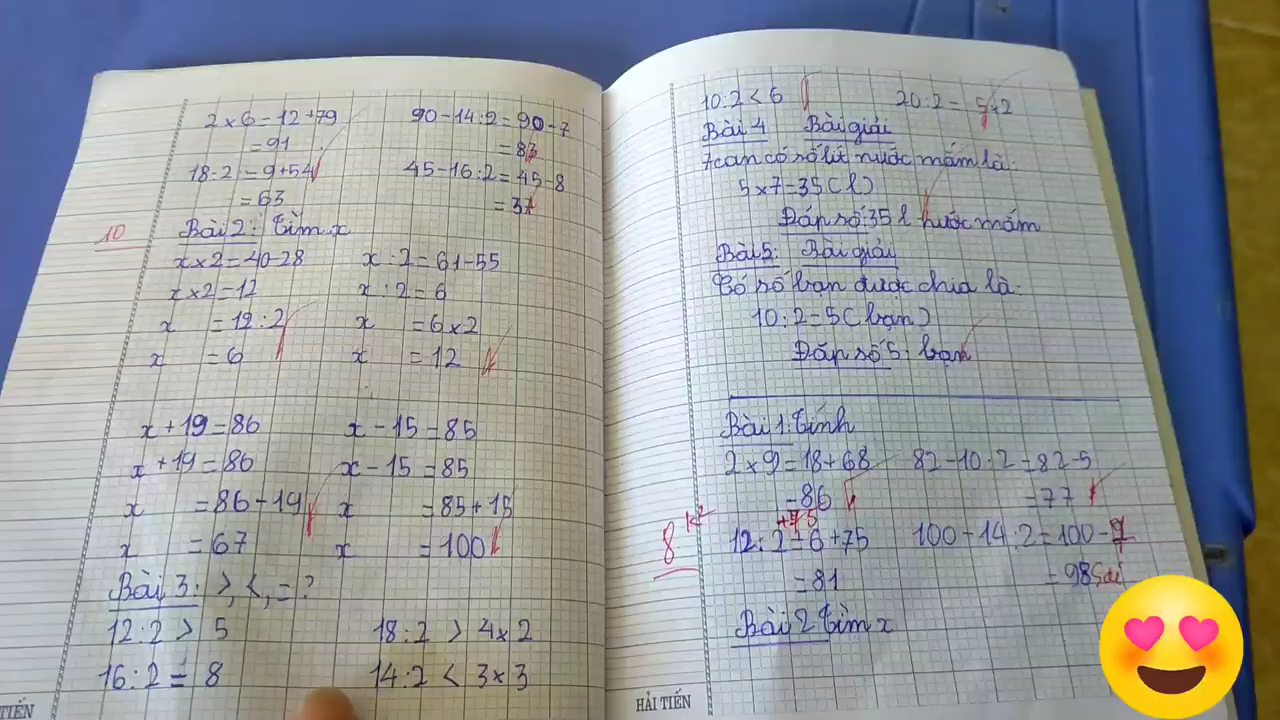 2 x 6 = 12 + 79
= 91
18 : 2 = 9 + 54
= 63
90 - 14 : 2 = 90 - 7
= 83
45 - 16 : 2 = 45 - 8
= 37
10
Bài 2: Tìm x
x x 2 = 40 - 28
x x 2 = 12
x = 12 : 2
x = 6
x : 2 = 61 - 55
x : 2 = 6
x = 6 x 2
x = 12
x + 19 = 86
x + 19 = 86
x = 86 - 19
x = 67
x - 15 = 85
x - 15 = 85
x = 85 + 15
x = 100
Bài 3: >, <, = ?
12 : 2 > 5
18 : 2 > 4 x 2
16 : 2 = 8
14 : 2 < 3 x 3
TIẾN
10 : 2 < 6
20 : 2 = 5 x 2
Bài 4 Bài giải
7 can có số lít nước mắm là:
5 x 7 = 35 (l)
Đáp số: 35 l nước mắm
Bài 5: Bài giải
Có số bạn được chia là:
10 : 2 = 5 (bạn)
Đáp số 5: bạn
Bài 1: Tính
2 x 9 = 18 + 68
= 86
82 - 10 : 2 = 82 - 5
= 77
8
12 : 2 = 6 + 75
= 81
100 - 14 : 2 = 100 - 7
= 98 Sai
Bài 2 Tìm x
HẢI TIẾN